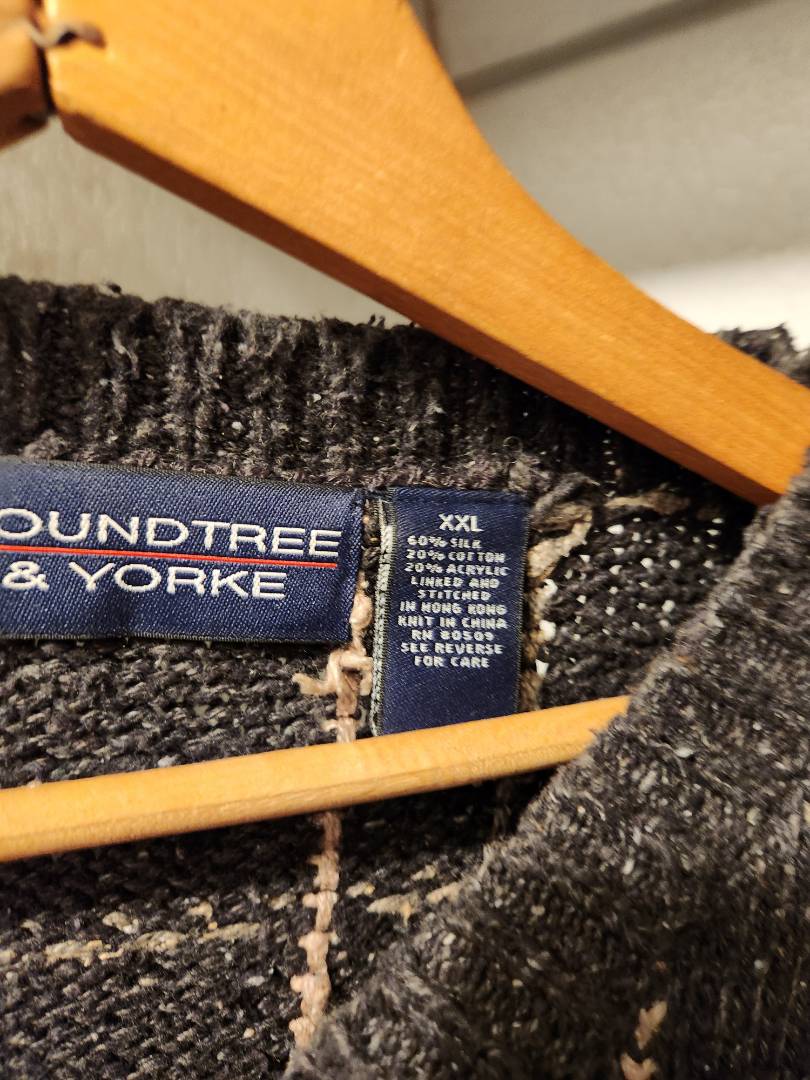 OUNDTREE
& YORKE
XXL
60% SILK
20% COTTON
20% ACRYLIC
LINKED AND
STITCHED
IN HONG KONG
KNIT IN CHINA
RN 80509
SEE REVERSE
FOR CARE